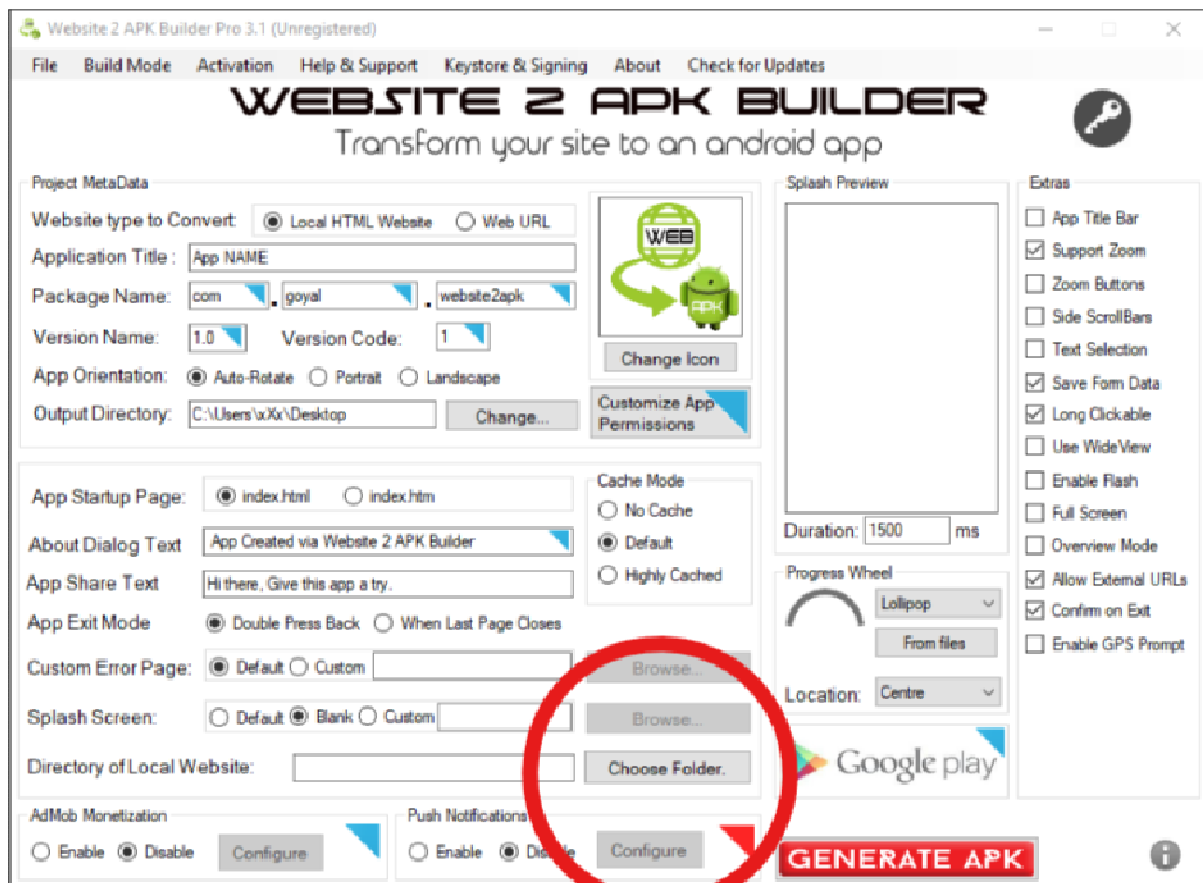 Website 2 APK Builder Pro 3.1 (Unregistered)
File Build Mode Activation Help & Support Keystore & Signing About Check for Updates
WEBSITE 2 APK BUILDER
Transform your site to an android app
Project MetaData
Website type to Convert Local HTML Website Web URL
Application Title : App NAME
Package Name: com . goyal . website2apk
Version Name: 1.0 Version Code: 1
App Orientation: Auto-Rotate Portrait Landscape
Output Directory: C:\Users\xXx\Desktop Change...
WEB
APK
Change Icon
Customize App
Permissions
App Startup Page: index.html index.htm
About Dialog Text App Created via Website 2 APK Builder
App Share Text Hi there, Give this app a try.
App Exit Mode Double Press Back When Last Page Closes
Custom Error Page: Default Custom Browse...
Splash Screen: Default Blank Custom Browse...
Directory of Local Website: Choose Folder.
Cache Mode
No Cache
Default
Highly Cached
AdMob Monetization
Enable Disable Configure
Push Notifications
Enable Disable Configure
Splash Preview
Duration: 1500 ms
Progress Wheel
Lollipop
From files
Location: Centre
Google play
GENERATE APK
Extras
App Title Bar
Support Zoom
Zoom Buttons
Side ScrollBars
Text Selection
Save Form Data
Long Clickable
Use WideView
Enable Flash
Full Screen
Overview Mode
Allow External URLs
Confirm on Exit
Enable GPS Prompt